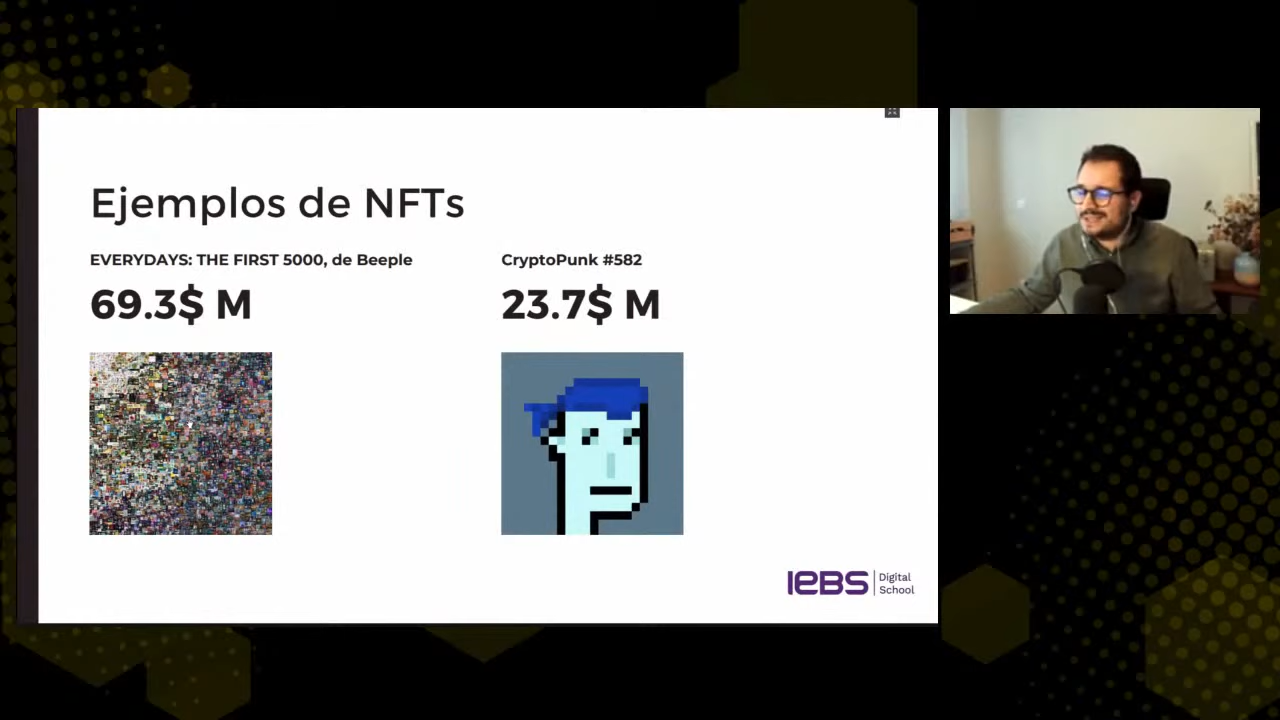 Ejemplos de NFTs
EVERYDAYS: THE FIRST 5000, de Beeple
69.3$ M
CryptoPunk #582
23.7$ M
IEBS Digital
School